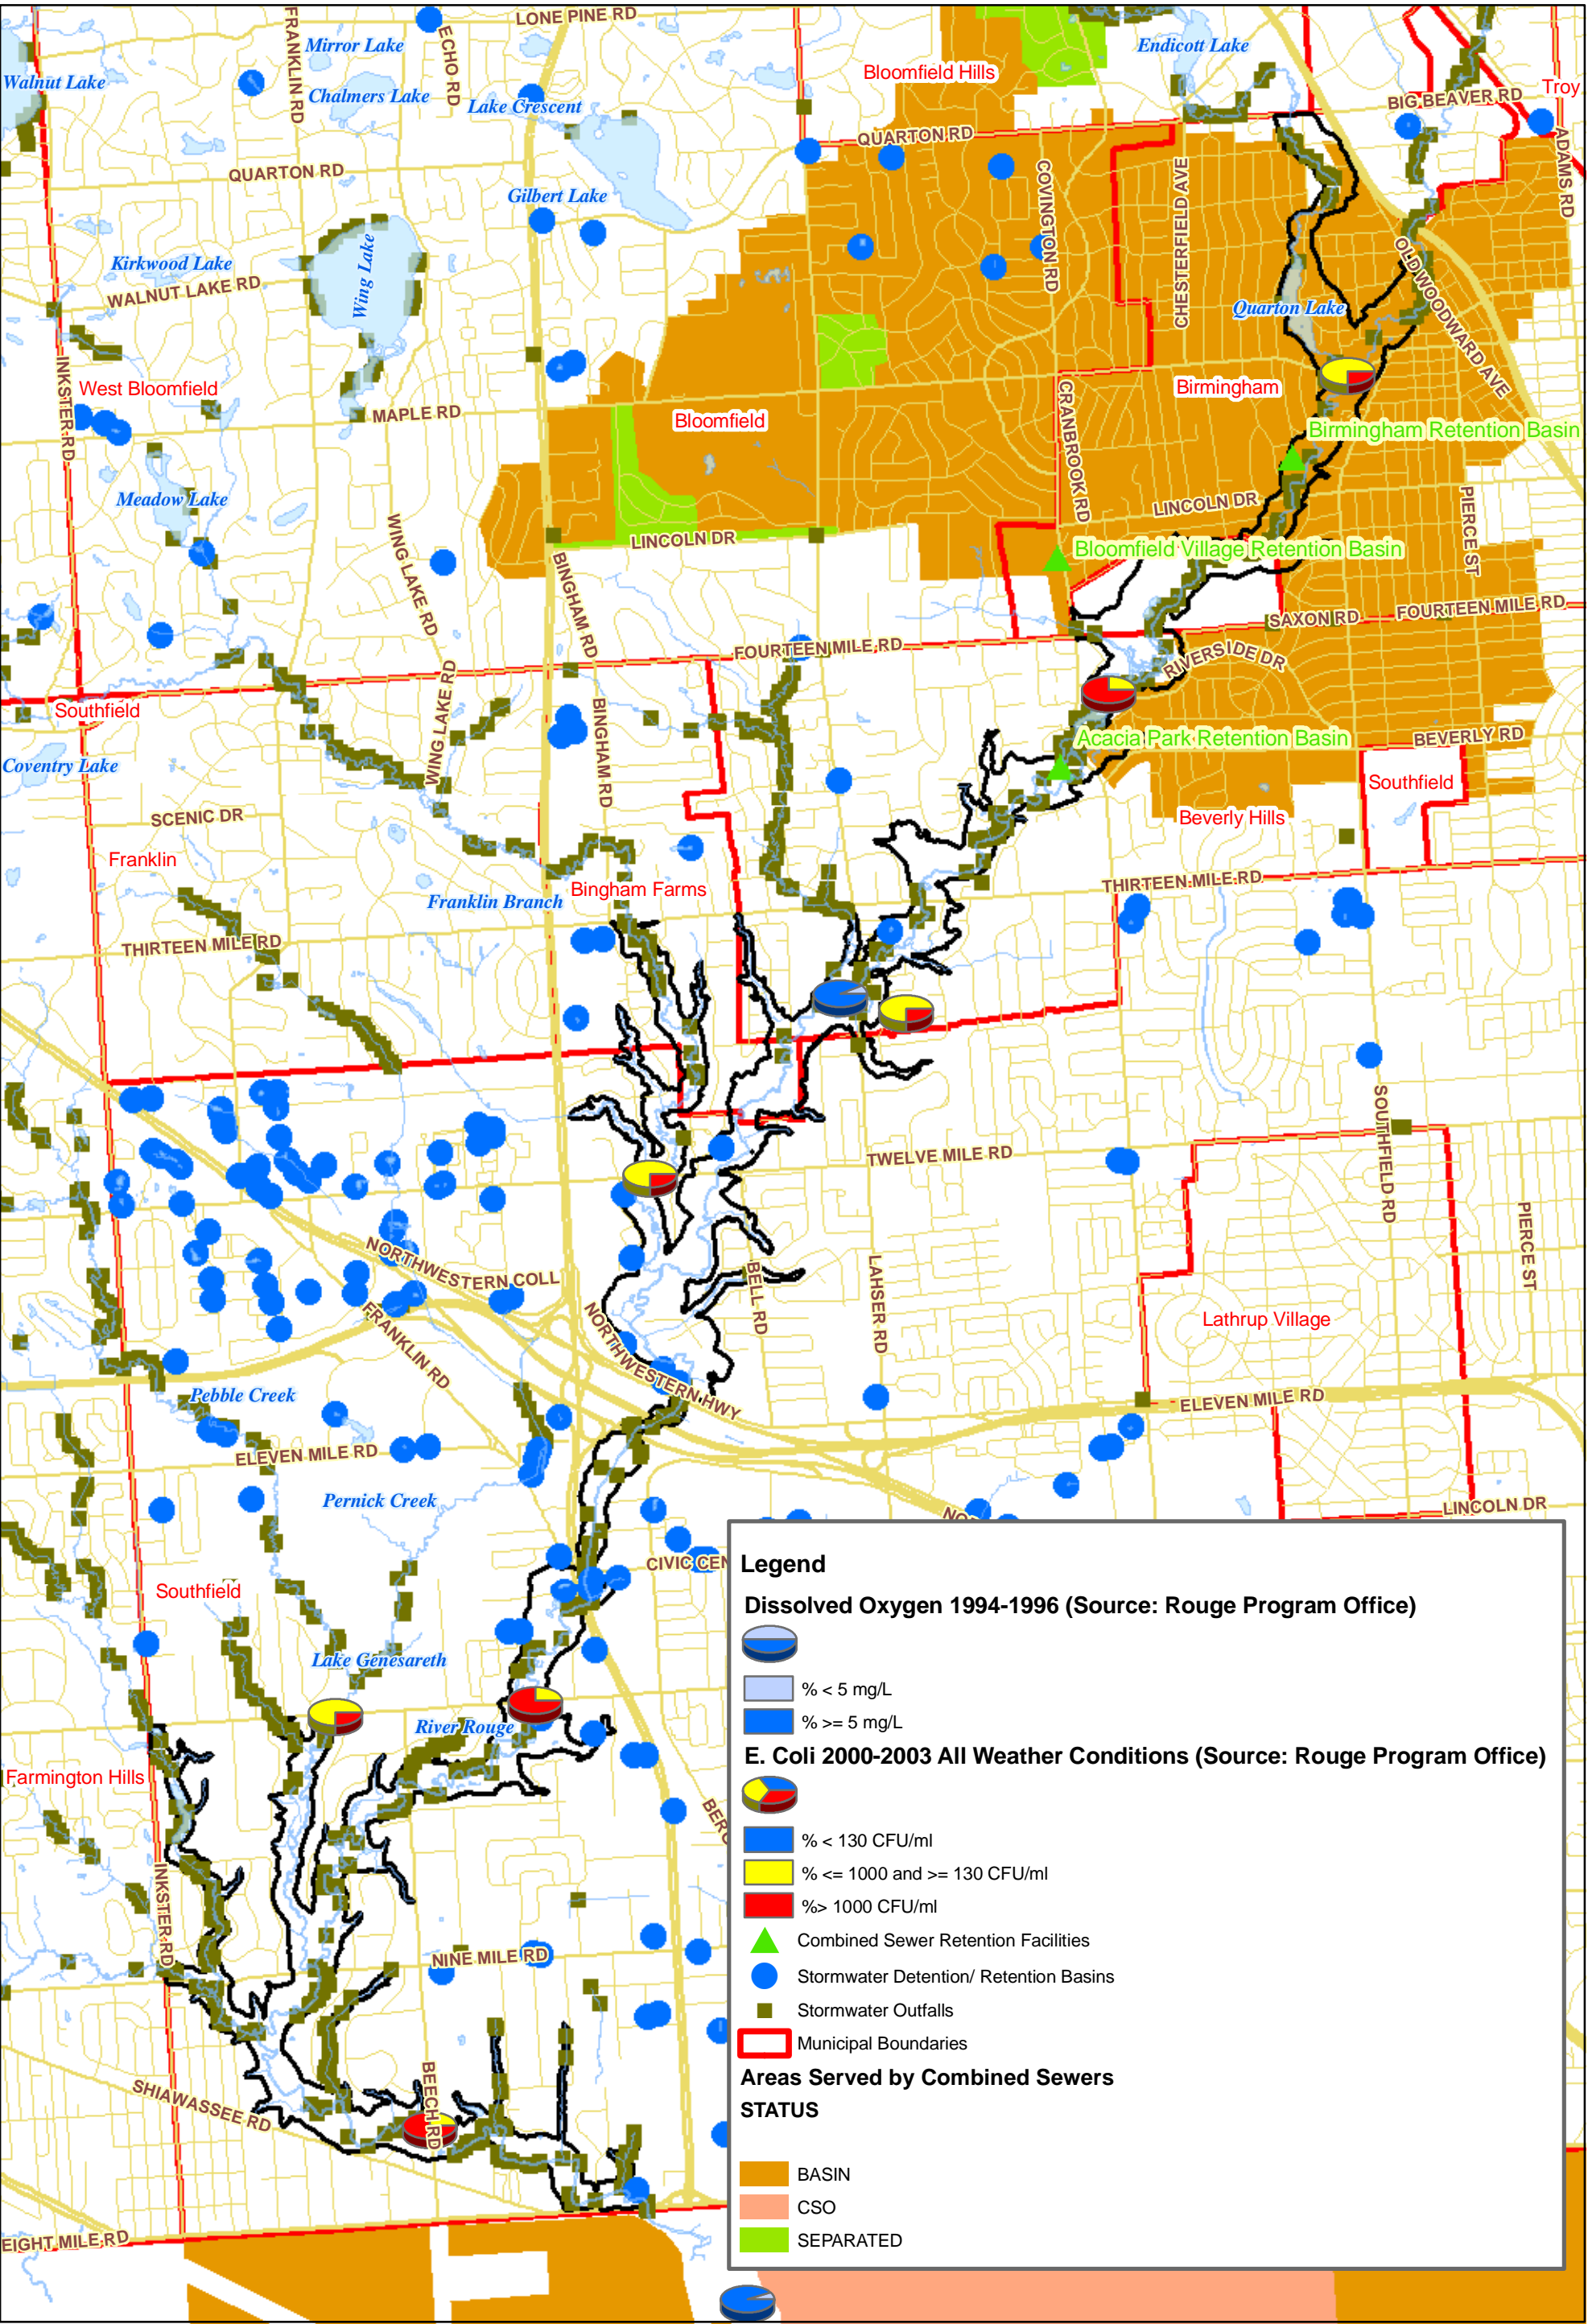 LONE PINE RD
FRANKLIN RD
Mirror Lake
ECHO RD
Endicott Lake
Walnut Lake
Bloomfield Hills
Troy
Chalmers Lake
Lake Crescent
BIG BEAVER RD
QUARTON RD
ADAMS RD
QUARTON RD
COVINGTON RD
CHESTERFIELD AVE
Gilbert Lake
Kirkwood Lake
Wing Lake
WALNUT LAKE RD
OLD WOODWARD AVE
Quarton Lake
INKSTER RD
West Bloomfield
MAPLE RD
Bloomfield
CRANBROOK RD
Birmingham
Birmingham Retention Basin
Meadow Lake
LINCOLN DR
PIERCE ST
WING LAKE RD
LINCOLN DR
Bloomfield Village Retention Basin
BINGHAM RD
SAXON RD
FOURTEEN MILE RD
FOURTEEN MILE RD
RIVERSIDE DR
WING LAKE RD
BINGHAM RD
Southfield
Acacia Park Retention Basin
BEVERLY RD
Coventry Lake
Southfield
SCENIC DR
Beverly Hills
Franklin
Bingham Farms
THIRTEEN MILE RD
Franklin Branch
THIRTEEN MILE RD
SOUTHFIELD RD
TWELVE MILE RD
PIERCE ST
NORTHWESTERN COLL
BELL RD
LAHSER RD
FRANKLIN RD
NORTHWESTERN HWY
Lathrup Village
Pebble Creek
ELEVEN MILE RD
ELEVEN MILE RD
Pernick Creek
LINCOLN DR
NO
CIVIC CEN
Southfield
Lake Genesareth
River Rouge
Farmington Hills
BERG
INKSTER RD
NINE MILE RD
BEECH RD
SHIAWASSEE RD
EIGHT MILE RD
Legend
Dissolved Oxygen 1994-1996 (Source: Rouge Program Office)
% < 5 mg/L
% >= 5 mg/L
E. Coli 2000-2003 All Weather Conditions (Source: Rouge Program Office)
% < 130 CFU/ml
% <= 1000 and >= 130 CFU/ml
%> 1000 CFU/ml
Combined Sewer Retention Facilities
Stormwater Detention/ Retention Basins
Stormwater Outfalls
Municipal Boundaries
Areas Served by Combined Sewers
STATUS
BASIN
CSO
SEPARATED